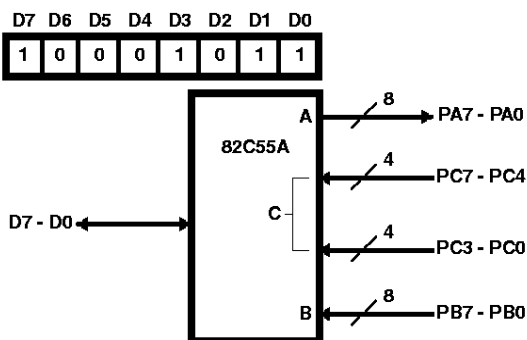 D7 D6 D5 D4 D3 D2 D1 D0
1 0 0 0 1 0 1 1
A 8 PA7 - PA0
82C55A
4 PC7 - PC4
C
D7 - D0
4 PC3 - PC0
B 8 PB7 - PB0